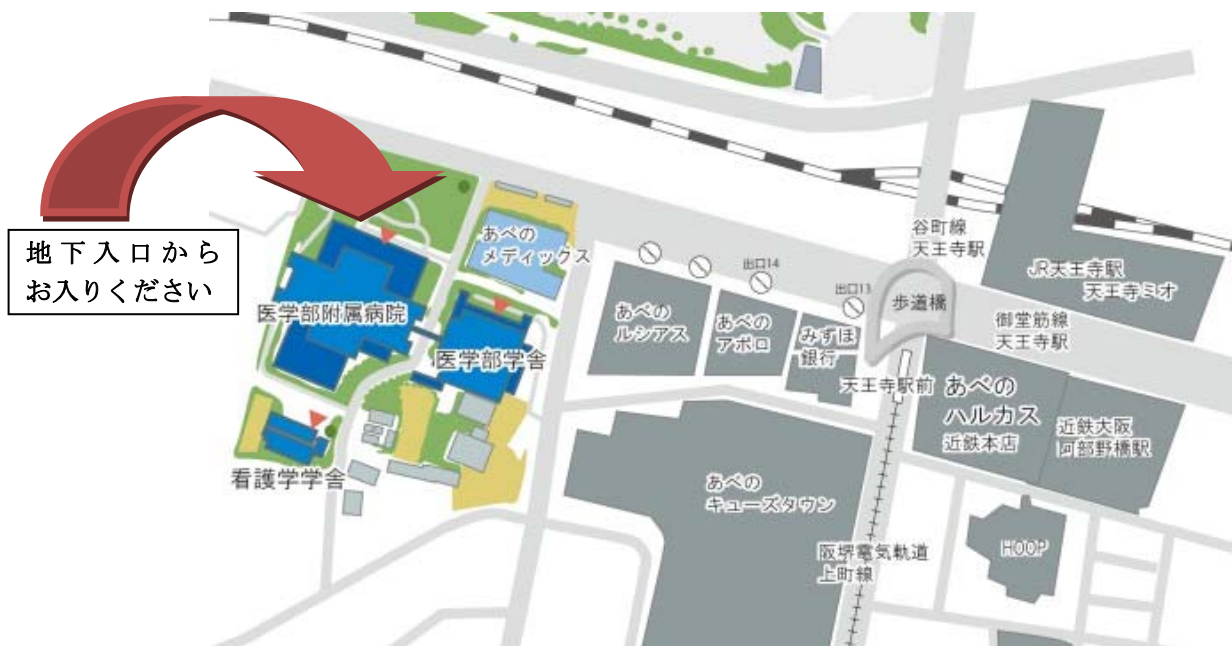 地下入口から
お入りください
医学部附属病院
あべの
メディックス
医学部学舎
看護学学舎
あべの
ルシアス
出口14
あべの
アポロ
出口13
みずほ
銀行
谷町線
天王寺駅
歩道橋
JR天王寺駅
天王寺ミオ
御堂筋線
天王寺駅
天王寺駅前
あべの
ハルカス
近鉄本店
近鉄大阪
阿部野橋駅
あべの
キューズタウン
阪堺電気軌道
上町線
HOOP